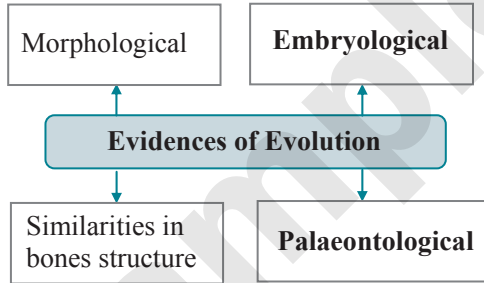 Morphological
Embryological
Evidences of Evolution
Similarities in
bones structure
Palaeontological